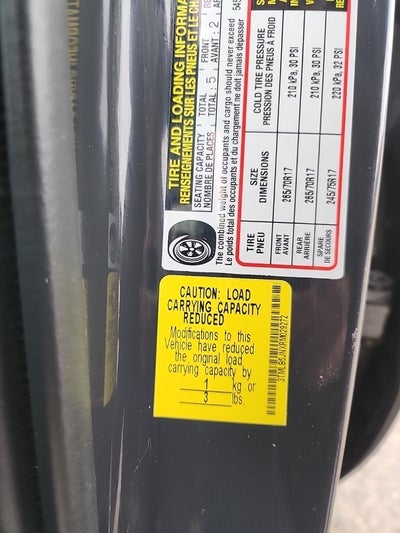 TIRE AND LOADING INFORMA
RENSEIGNEMENTS SUR LES PNEUS ET LE CHA
SEATING CAPACITY TOTAL : 5 FRONT
NOMBRE DE PLACES TOTAL : 5 AVANT : 2
The combined weight of occupants and cargo should never exceed
Le poids total des occupants et du chargement ne doit jamais dépasser
TIRE
PNEU
SIZE
DIMENSIONS
COLD TIRE PRESSURE
PRESSION DES PNEUS À FROID
FRONT
AVANT
265/70R17
210 kPa, 30 PSI
REAR
ARRIÈRE
265/70R17
210 kPa, 30 PSI
SPARE
DE SECOURS
245/75R17
220 kPa, 32 PSI
CAUTION: LOAD
CARRYING CAPACITY
REDUCED
Modifications to this
Vehicle have reduced
the original load
carrying capacity by
1 kg or
3 lbs.